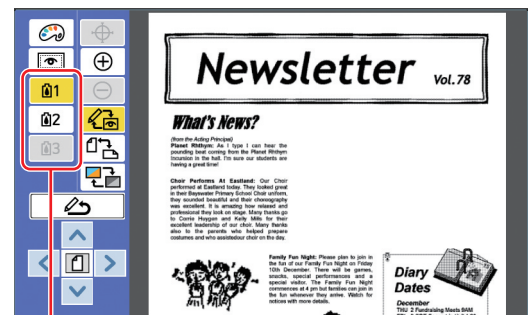 1
2
3
Newsletter Vol.78
What's News?
(from the Acting Principal)
Planet Rhthym: As I type I can hear the
pounding beat coming from the Planet Rhthym
Incursion in the hall. I'm sure our students are
having a great time!
Choir Performs At Eastland: Our Choir
performed at Eastland today. They looked great
in their Bayswater Primary School Choir uniform,
they sounded beautiful and their choreography
was excellent. It is amazing how relaxed and
professional they look on stage. Many thanks go
to Corrie Huygen and Kelly Mills for their
excellent leadership of our choir. Many thanks
also to the parents who helped prepare
costumes and who assistedour choir on the day.
Family Fun Night: Please plan to join in
the fun of our Family Fun Night on Friday
10th December. There will be games,
snacks, special performances and a
special visitor. The Family Fun Night
commences at 4 pm but families can join in
the fun whenever they arrive. Watch for
notices with more details.
Diary
Dates
December
THU 2 Fundraising Meets 9AM